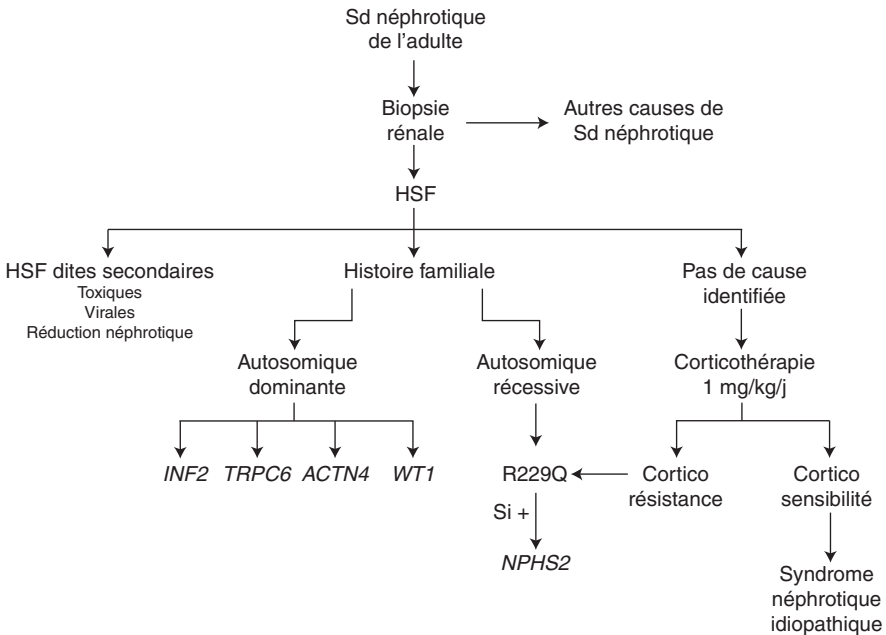 Sd néphrotique
de l'adulte
Biopsie
rénale
Autres causes de
Sd néphrotique
HSF
HSF dites secondaires
Toxiques
Virales
Réduction néphrotique
Histoire familiale
Pas de cause
identifiée
Autosomique
dominante
Autosomique
récessive
Corticothérapie
1 mg/kg/j
INF2
TRPC6
ACTN4
WT1
R229Q
Cortico
résistance
Cortico
sensibilité
Si +
NPHS2
Syndrome
néphrotique
idiopathique